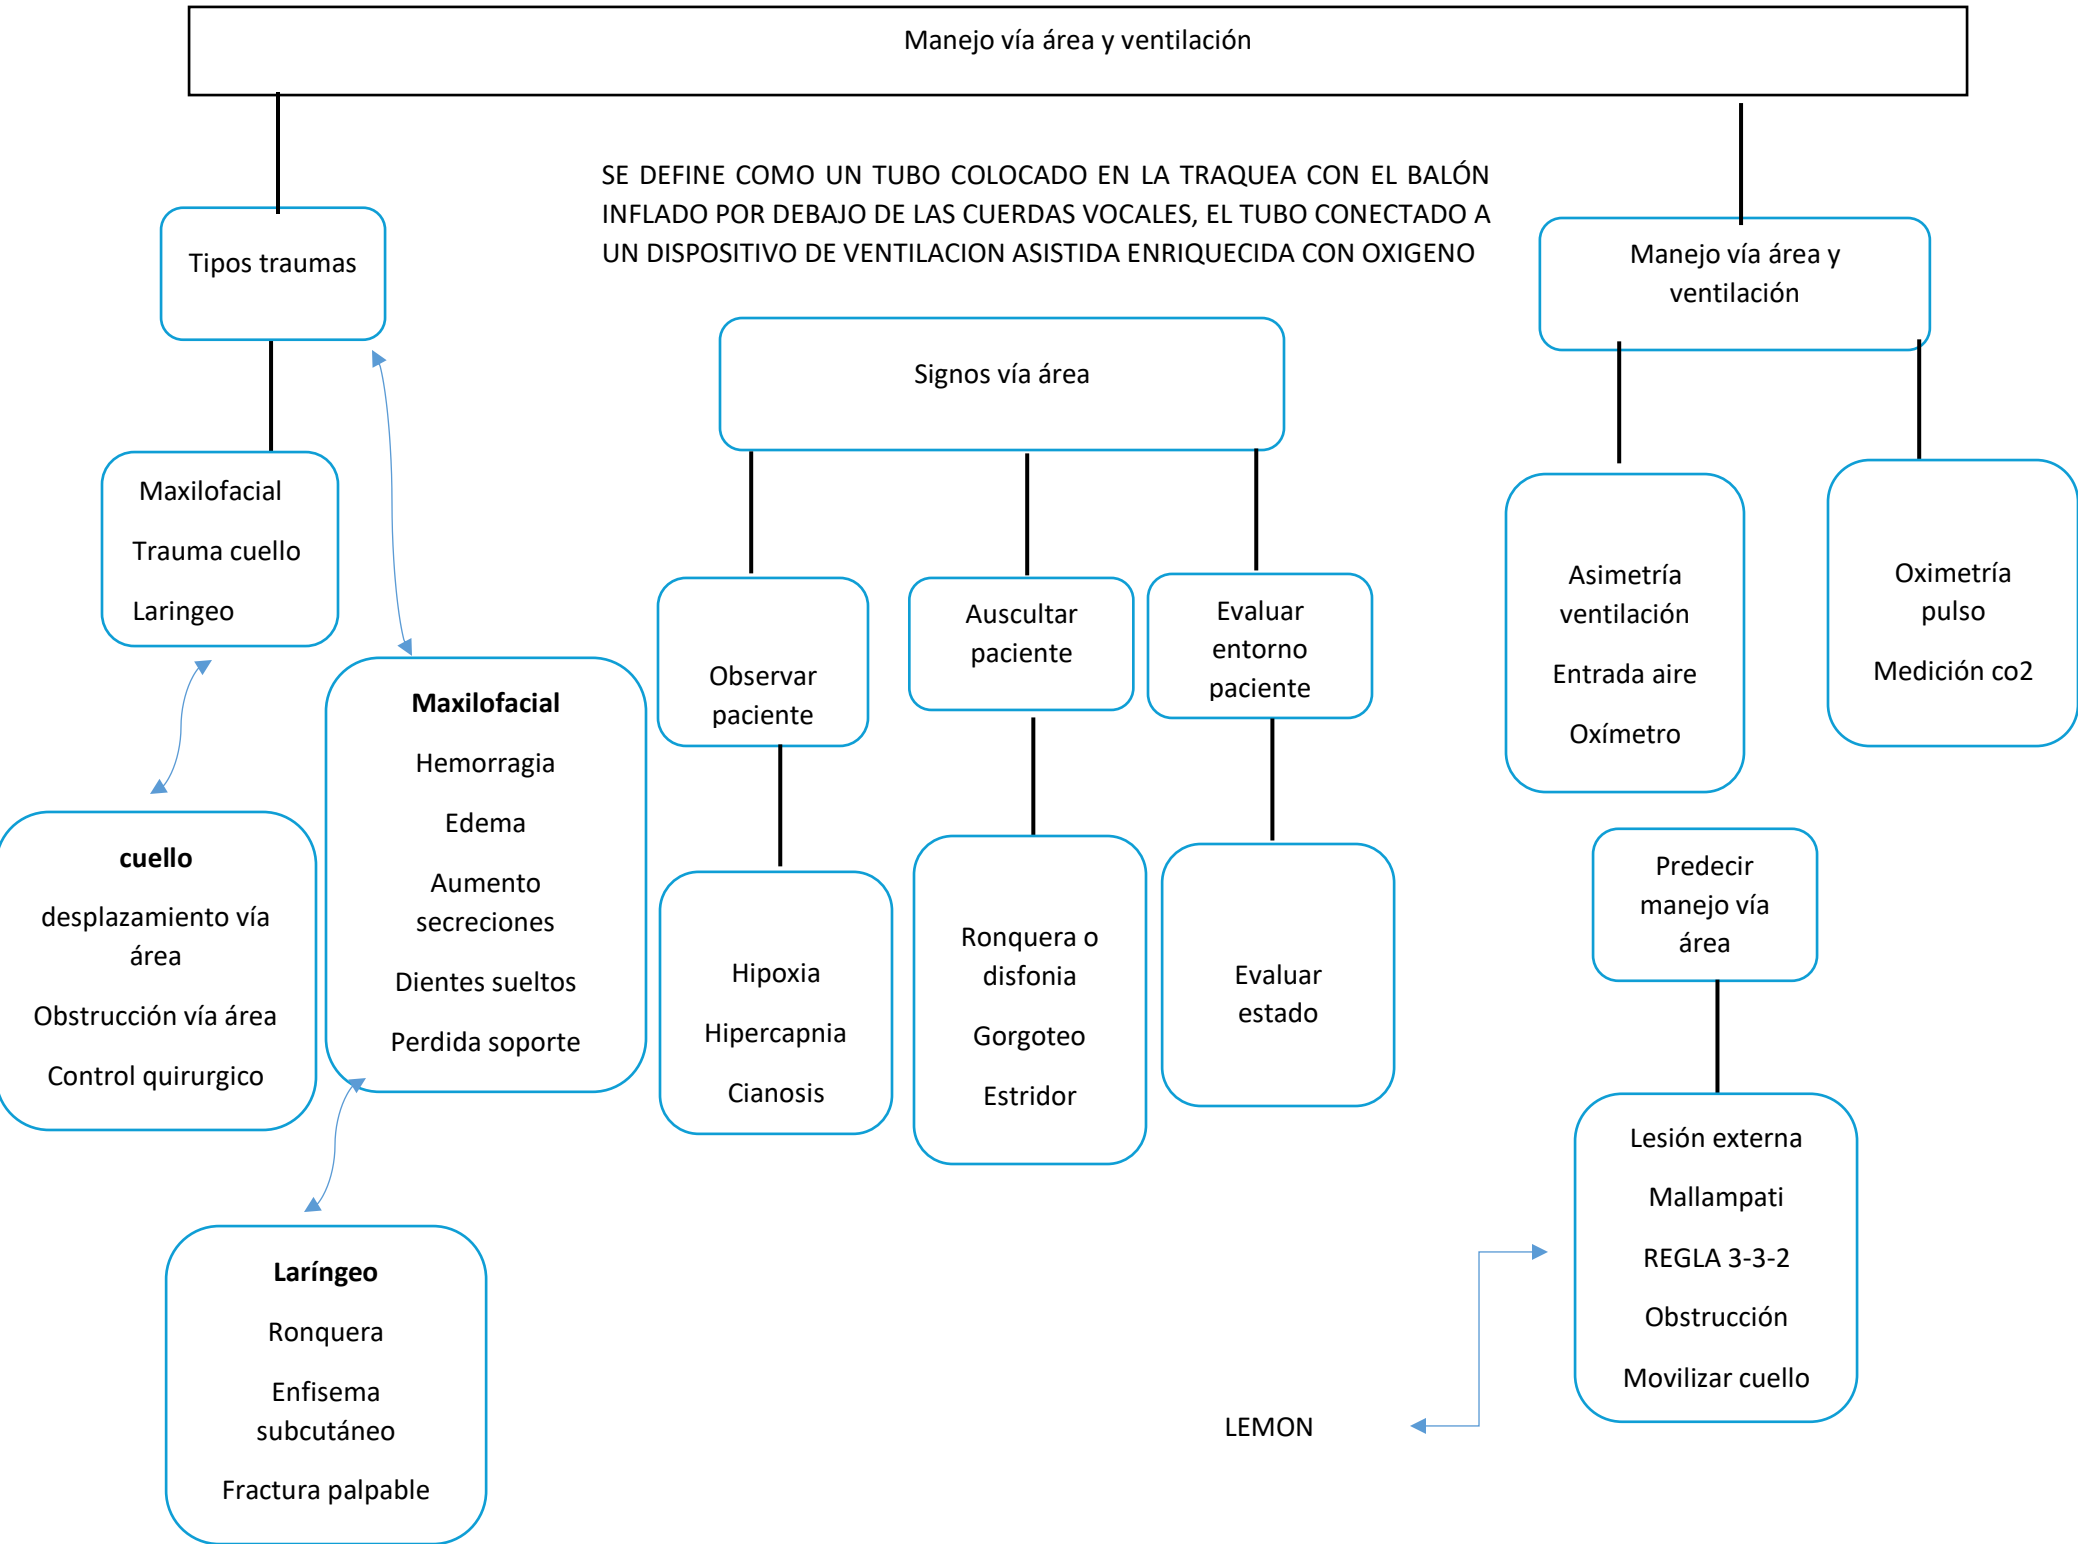 Manejo vía área y ventilación
SE DEFINE COMO UN TUBO COLOCADO EN LA TRAQUEA CON EL BALÓN
INFLADO POR DEBAJO DE LAS CUERDAS VOCALES, EL TUBO CONECTADO A
UN DISPOSITIVO DE VENTILACION ASISTIDA ENRIQUECIDA CON OXIGENO
Tipos traumas
Maxilofacial
Trauma cuello
Laringeo
cuello
desplazamiento vía
área
Obstrucción vía área
Control quirurgico
Maxilofacial
Hemorragia
Edema
Aumento
secreciones
Dientes sueltos
Perdida soporte
Laríngeo
Ronquera
Enfisema
subcutáneo
Fractura palpable
Signos vía área
Observar
paciente
Hipoxia
Hipercapnia
Cianosis
Auscultar
paciente
Ronquera o
disfonia
Gorgoteo
Estridor
Evaluar
entorno
paciente
Evaluar
estado
Manejo vía área y
ventilación
Asimetría
ventilación
Entrada aire
Oxímetro
Oximetría
pulso
Medición co2
Predecir
manejo vía
área
Lesión externa
Mallampati
REGLA 3-3-2
Obstrucción
Movilizar cuello
LEMON